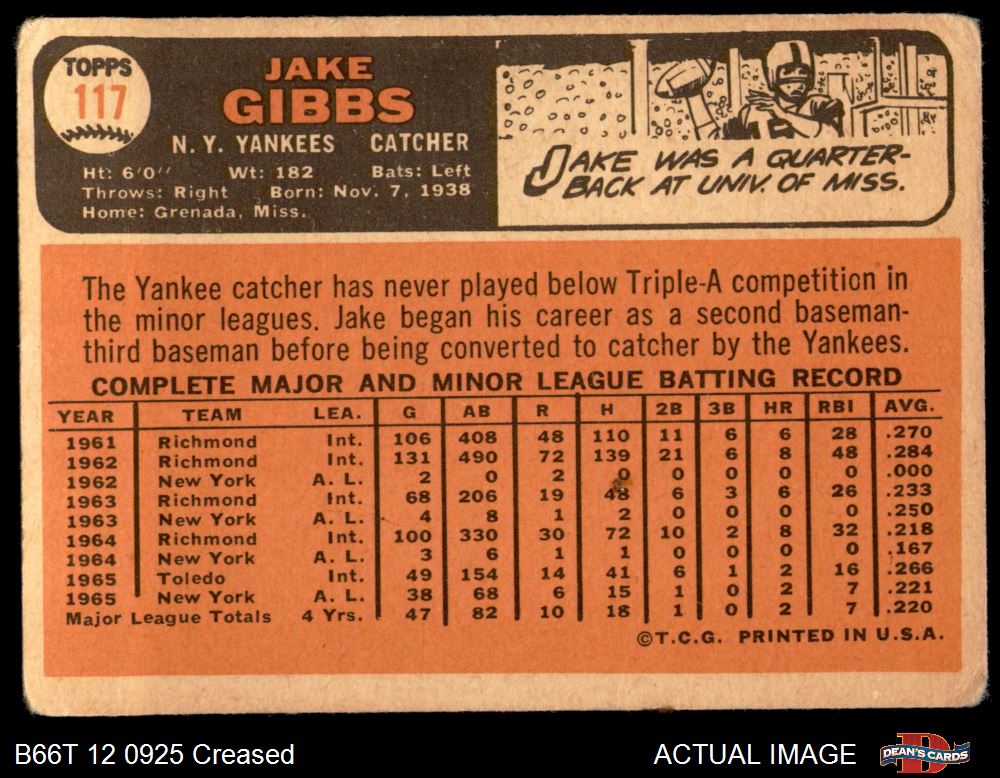 TOPPS
117
JAKE
GIBBS
N. Y. YANKEES CATCHER
Ht: 6'0" Wt: 182 Bats: Left
Throws: Right Born: Nov. 7, 1938
Home: Grenada, Miss.
JAKE WAS A QUARTER-
BACK AT UNIV. OF MISS.
The Yankee catcher has never played below Triple-A competition in
the minor leagues. Jake began his career as a second baseman-
third baseman before being converted to catcher by the Yankees.
COMPLETE MAJOR AND MINOR LEAGUE BATTING RECORD
YEAR TEAM LEA. G AB R H 2B 3B HR RBI AVG.
1961 Richmond Int. 106 408 48 110 11 6 6 28 .270
1962 Richmond Int. 131 490 72 139 21 6 8 48 .284
1962 New York A. L. 2 0 2 0 0 0 0 0 .000
1963 Richmond Int. 68 206 19 48 6 3 6 26 .233
1963 New York A. L. 4 8 1 2 0 0 0 0 .250
1964 Richmond Int. 100 330 30 72 10 2 8 32 .218
1964 New York A. L. 3 6 1 1 0 0 0 0 .167
1965 Toledo Int. 49 154 14 41 6 1 2 16 .266
1965 New York A. L. 38 68 6 15 1 0 2 7 .221
Major League Totals 4 Yrs. 47 82 10 18 1 0 2 7 .220
©T.C.G. PRINTED IN U.S.A.
B66T 12 0925 Creased
ACTUAL IMAGE
DEAN'S CARDS